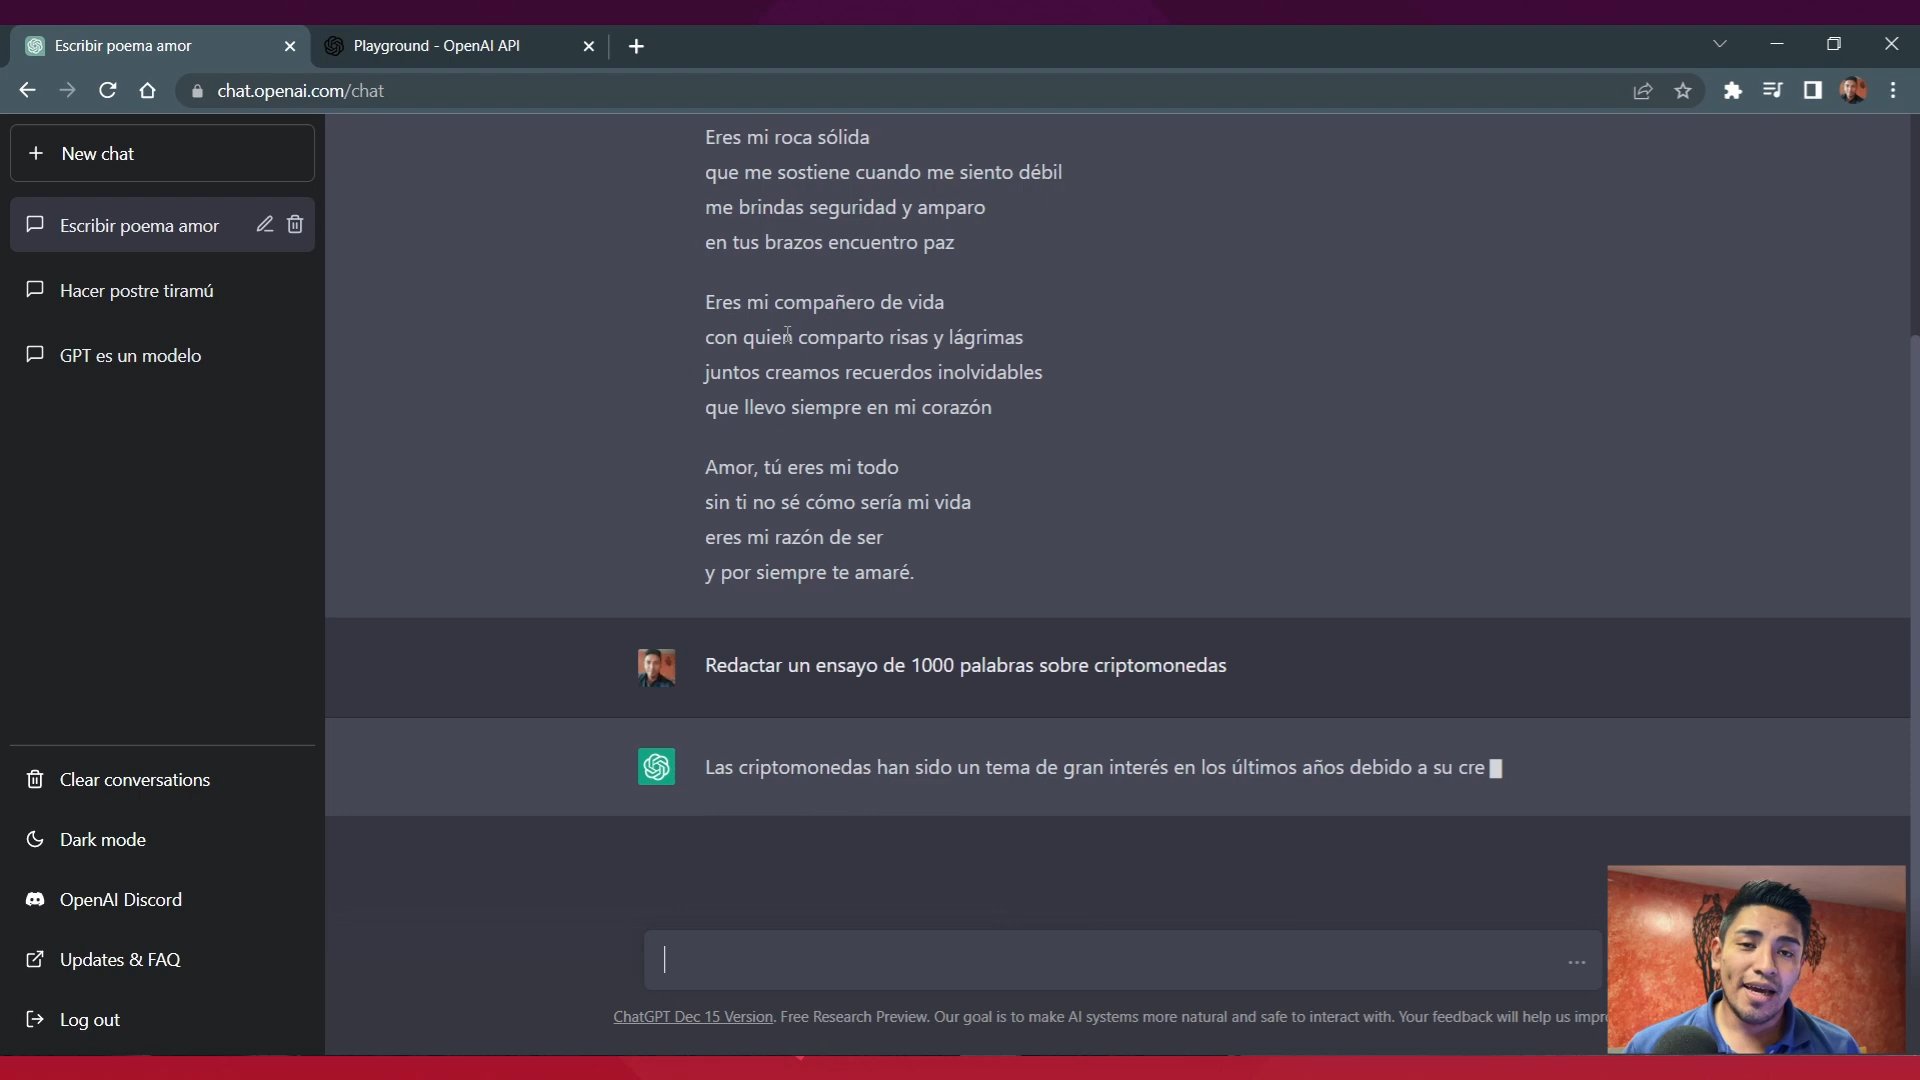 Escribir poema amor
Playground - OpenAI API
chat.openai.com/chat
New chat
Escribir poema amor
Hacer postre tiramú
GPT es un modelo
Clear conversations
Dark mode
OpenAI Discord
Updates & FAQ
Log out
Eres mi roca sólida
que me sostiene cuando me siento débil
me brindas seguridad y amparo
en tus brazos encuentro paz
Eres mi compañero de vida
con quien comparto risas y lágrimas
juntos creamos recuerdos inolvidables
que llevo siempre en mi corazón
Amor, tú eres mi todo
sin ti no sé cómo sería mi vida
eres mi razón de ser
y por siempre te amaré.
Redactar un ensayo de 1000 palabras sobre criptomonedas
Las criptomonedas han sido un tema de gran interés en los últimos años debido a su cre
ChatGPT Dec 15 Version. Free Research Preview. Our goal is to make AI systems more natural and safe to interact with. Your feedback will help us impr